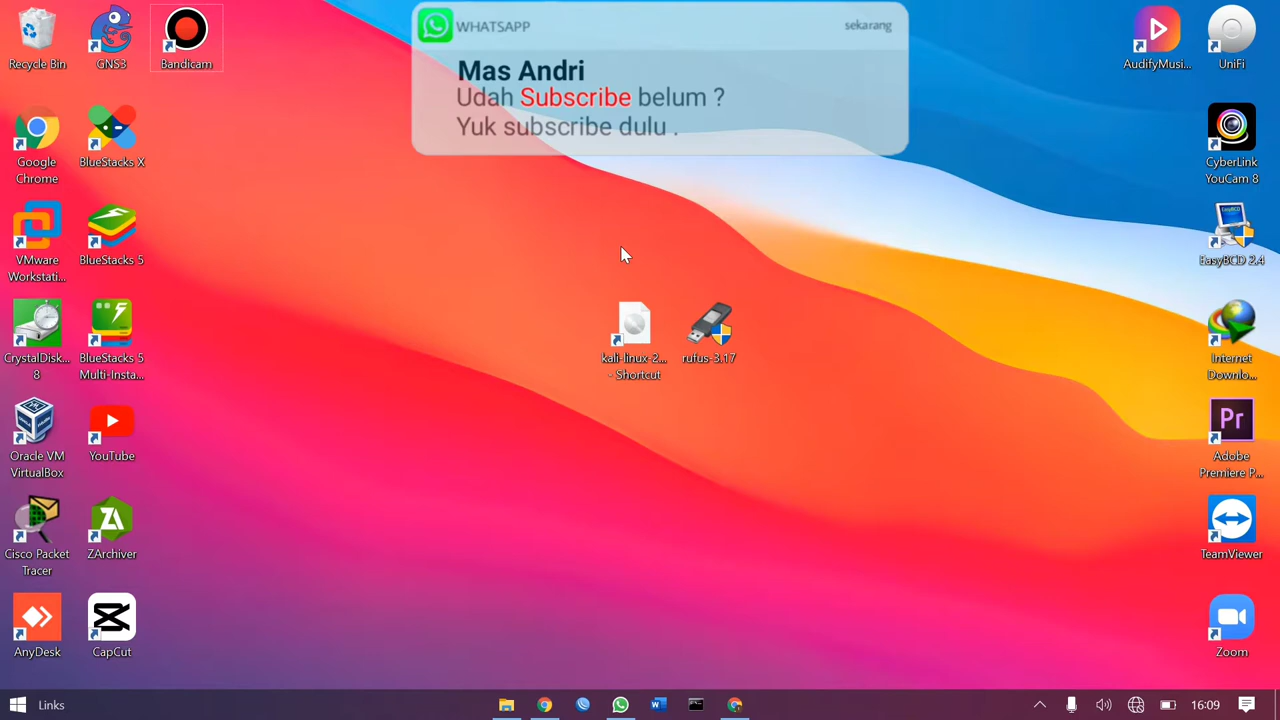 WHATSAPP
sekarang
Mas Andri
Udah Subscribe belum ?
Yuk subscribe dulu .
Recycle Bin
GNS3
Bandicam
AudifyMusi...
UniFi
Google
Chrome
BlueStacks X
CyberLink
YouCam 8
VMware
Workstati...
BlueStacks 5
EasyBCD 2.4
CrystalDisk...
8
BlueStacks 5
Multi-Insta...
kali-linux-2...
- Shortcut
rufus-3.17
Internet
Downlo...
Oracle VM
VirtualBox
YouTube
Pr
Adobe
Premiere P...
Cisco Packet
Tracer
ZArchiver
TeamViewer
AnyDesk
CapCut
Zoom
Links
16:09